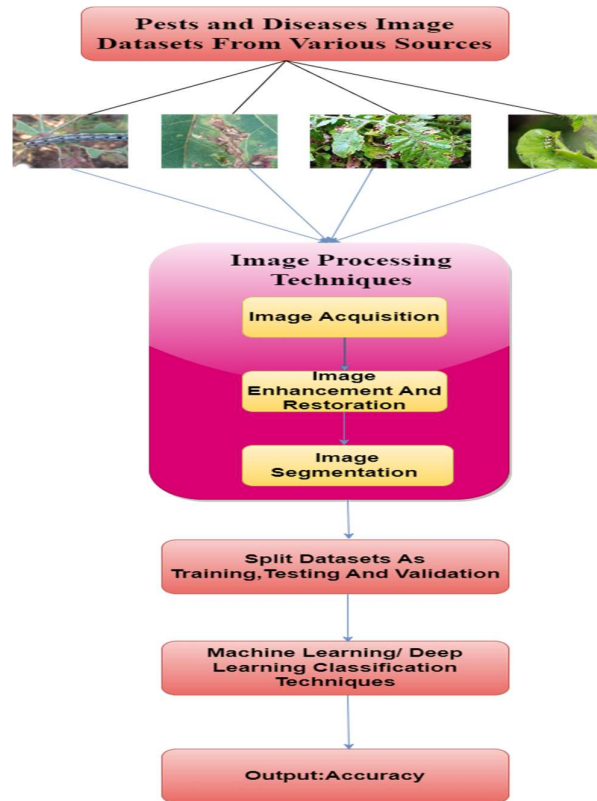 Pests and Diseases Image
Datasets From Various Sources
Image Processing
Techniques
Image Acquisition
Image
Enhancement And
Restoration
Image
Segmentation
Split Datasets As
Training,Testing And Validation
Machine Learning/ Deep
Learning Classification
Techniques
Output:Accuracy